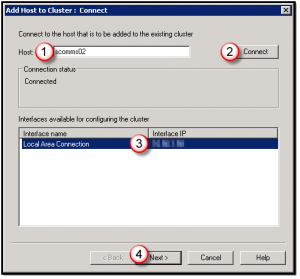 Add Host to Cluster : Connect
Connect to the host that is to be added to the existing cluster
Host: 1 acomms02 2 Connect
Connection status
Connected
Interfaces available for configuring the cluster
Interface name Interface IP
Local Area Connection 3
< Back 4 Next > Cancel Help